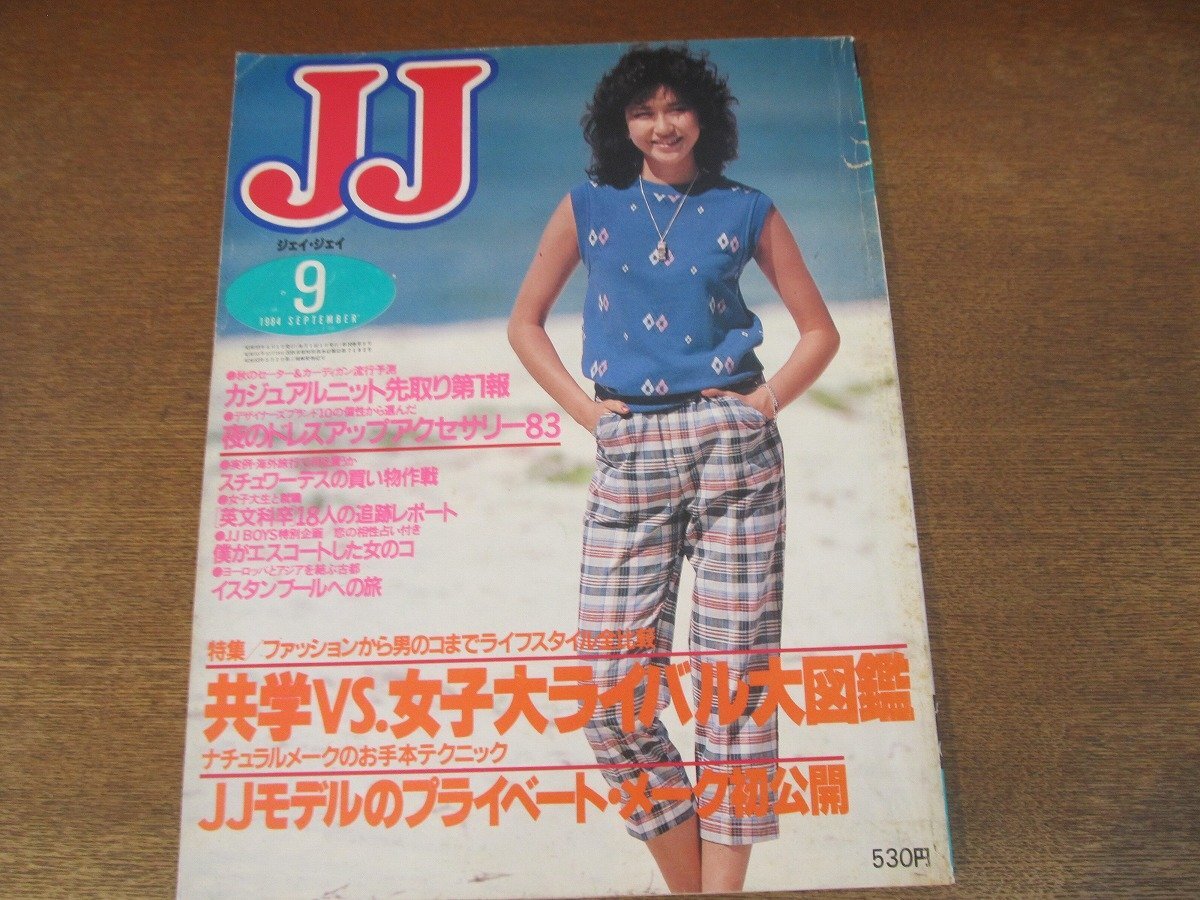 JJ
ジェイ・ジェイ
9
1984 SEPTEMBER
●秋のセーター&カーディガン流行予測
カジュアルニット先取り第1報
●デザイナーズブランド10の個性から選んだ
夜のドレスアップアクセサリー83
●実例・海外旅行
スチュワーデスの買い物作戦
●女子大生と就職
「英文科卒」18人の追跡レポート
●JJ BOYS特別企画 恋の相性占い付き
僕がエスコートした女のコ
●ヨーロッパとアジアを結ぶ古都
イスタンブールへの旅
特集/ファッションから男のコまでライフスタイル全比較
共学VS.女子大ライバル大図鑑
ナチュラルメークのお手本テクニック
JJモデルのプライベート・メーク初公開
530円